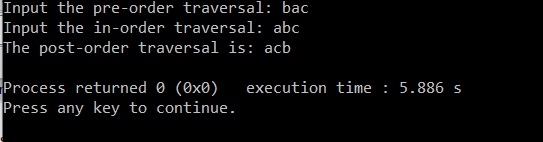 Input the pre-order traversal: bac
Input the in-order traversal: abc
The post-order traversal is: acb
Process returned 0 (0x0)   execution time : 5.886 s
Press any key to continue.